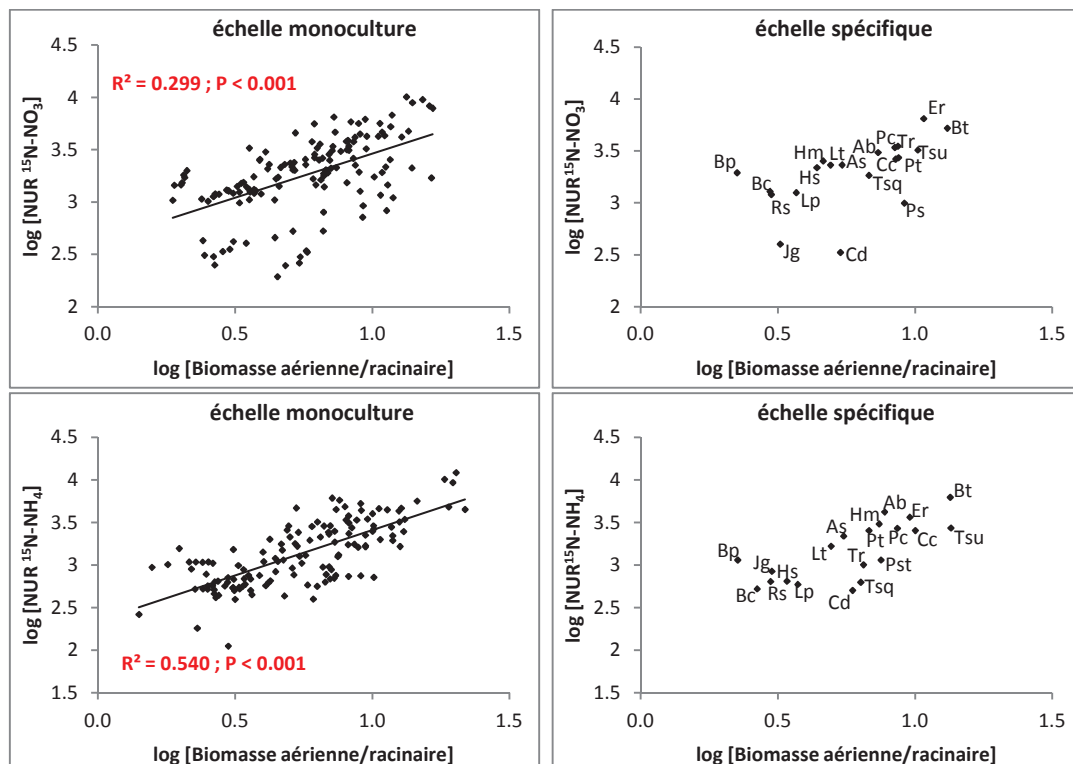 échelle monoculture
R² = 0.299 ; P < 0.001
log [NUR ¹⁵N-NO₃]
4.5
4
3.5
3
2.5
2
0.0
0.5
1.0
1.5
log [Biomasse aérienne/racinaire]
échelle spécifique
log [NUR¹⁵N-NO₃]
4.5
4
3.5
3
2.5
2
Er
Bt
Pc
Tr
Ab
Tsu
Hm
Lt
As
Cc
Pt
Bp
Hs
Tsq
Bc
Rs
Lp
Ps
Jg
Cd
0.0
0.5
1.0
1.5
log [Biomasse aérienne/racinaire]
échelle monoculture
log [NUR ¹⁵N-NH₄]
4.5
4
3.5
3
2.5
2
1.5
R² = 0.540 ; P < 0.001
0.0
0.5
1.0
1.5
log [Biomasse aérienne/racinaire]
échelle spécifique
log [NUR ¹⁵N-NH₄]
4.5
4
3.5
3
2.5
2
1.5
Bt
Ab
Er
Hm
As
Pt
Pc
Cc
Tsu
Bp
Lt
Tr
Pst
Jg
Hs
Bc
Rs
Lp
Tsq
Cd
0.0
0.5
1.0
1.5
log [Biomasse aérienne/racinaire]